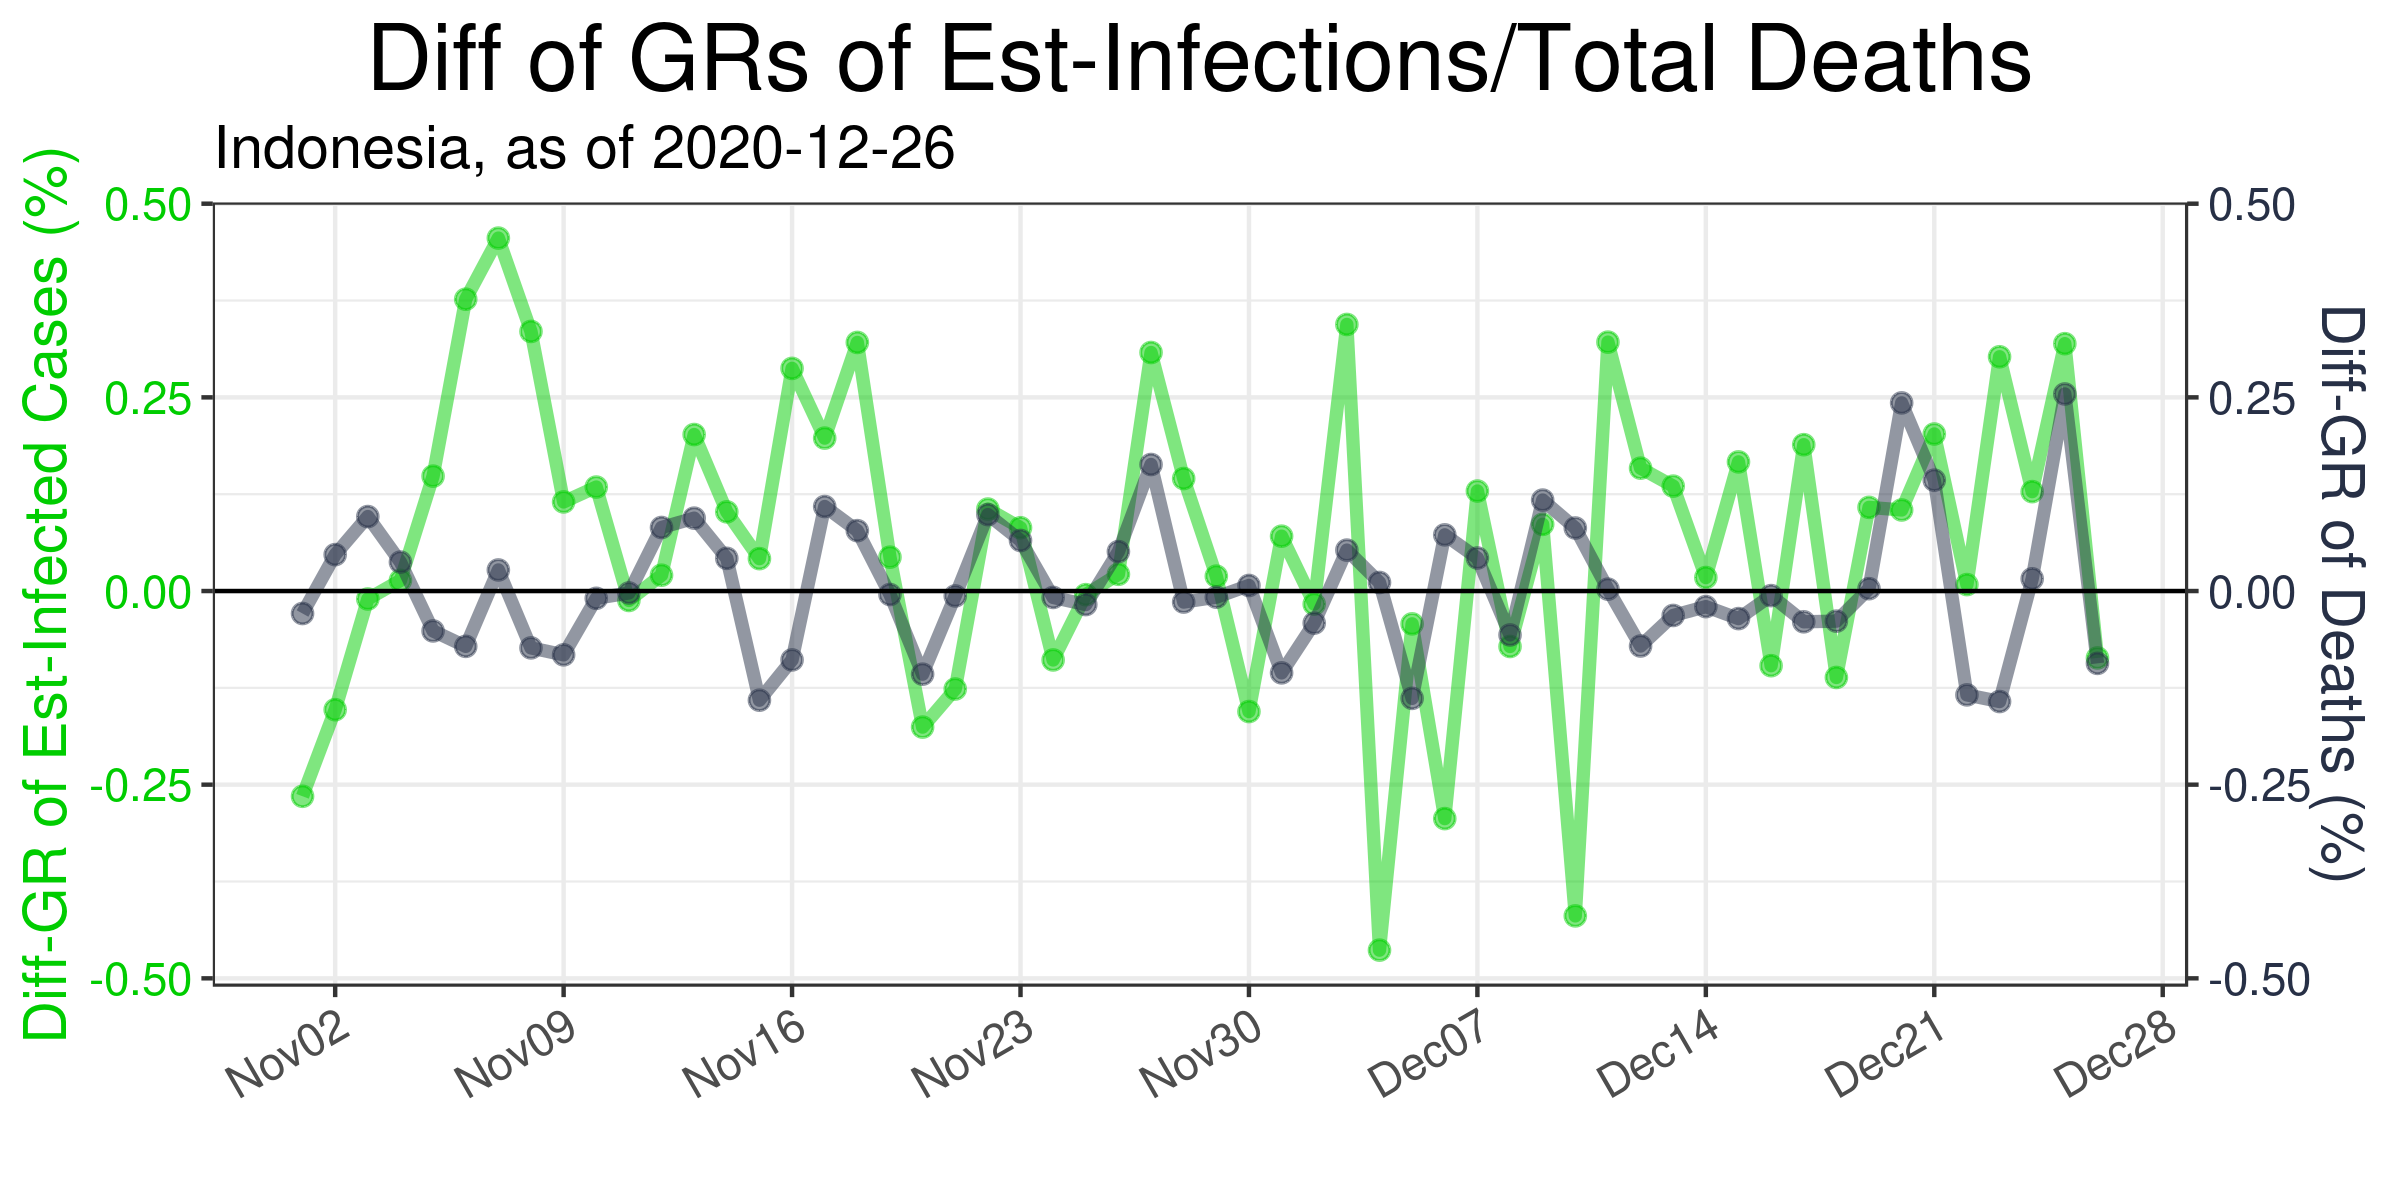 Diff of GRs of Est-Infections/Total Deaths
Indonesia, as of 2020-12-26
Diff-GR of Est-Infected Cases (%)
0.50
0.25
0.00
-0.25
-0.50
0.50
0.25
0.00
-0.25
-0.50
Diff-GR of Deaths (%)
Nov02
Nov09
Nov16
Nov23
Nov30
Dec07
Dec14
Dec21
Dec28